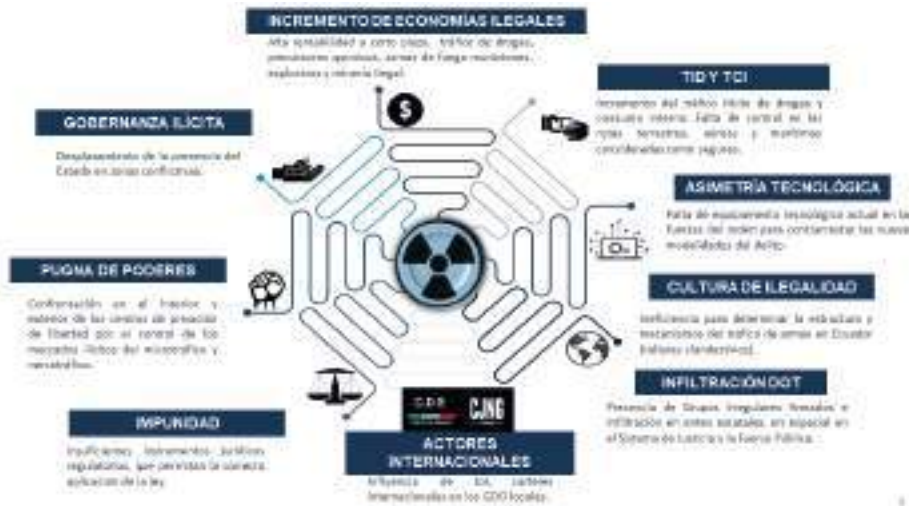 INCREMENTO DE ECONOMÍAS ILEGALES
Alta rentabilidad a corto plazo, tráfico de drogas,
precursores químicos, armas de fuego municiones,
explosivos y minería ilegal.
TID Y TCI
Incremento del tráfico ilícito de drogas y
consumo interno. Falta de control en las
rutas terrestres, aéreas y marítimas
consideradas como seguras.
GOBERNANZA ILÍCITA
Desplazamiento de la presencia del
Estado en zonas conflictivas.
ASIMETRÍA TECNOLÓGICA
Falta de equipamiento tecnológico actual en las
fuerzas del orden para contrarrestar las nuevas
modalidades del delito.
PUGNA DE PODERES
Confrontación en el interior y
exterior de los centros de privación
de libertad por el control de los
mercados ilícitos del microtráfico y
narcotráfico.
CULTURA DE ILEGALIDAD
Ineficiencia para determinar la estructura y
mecanismos del tráfico de armas en Ecuador
(talleres clandestinos).
INFILTRACIÓN DOT
Presencia de Grupos Irregulares Armados e
infiltración en entes estatales, en especial en
el Sistema de Justicia y la Fuerza Pública.
IMPUNIDAD
Insuficientes instrumentos jurídicos
regulatorios, que permitan la correcta
aplicación de la ley.
C.D.S
CJNG
ACTORES
INTERNACIONALES
Influencia de los carteles
internacionales en los GDO locales.